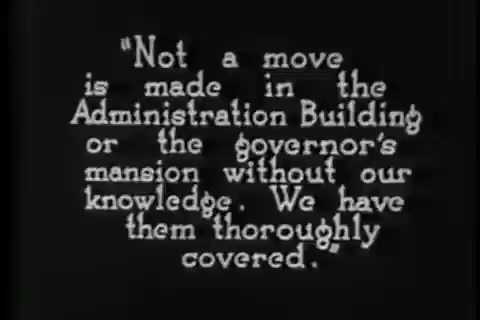 "Not a move
is made in the
Administration Building
or the governor's
mansion without our
knowledge. We have
them thoroughly
covered."